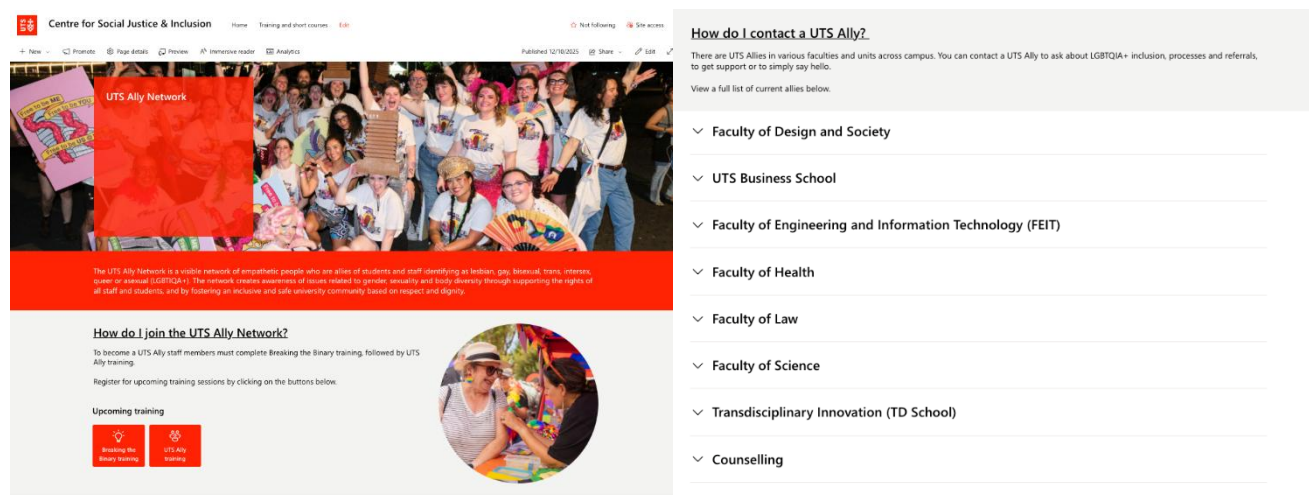 UTS
Centre for Social Justice & Inclusion
Home Training and short courses Edit
Not following Site access
+ New Promote Page details Preview Immersive reader Analytics
Published 12/10/2025 Share Edit
UTS Ally Network
Free to be ME
The UTS Ally Network is a visible network of empathetic people who are allies of students and staff identifying as lesbian, gay, bisexual, trans, intersex,
queer or asexual (LGBTIQA+). The network creates awareness of issues related to gender, sexuality and body diversity through supporting the rights of
all staff and students, and by fostering an inclusive and safe university community based on respect and dignity.
How do I join the UTS Ally Network?
To become a UTS Ally staff members must complete Breaking the Binary training, followed by UTS
Ally training.
Register for upcoming training sessions by clicking on the buttons below.
Upcoming training
Breaking the
Binary training
UTS Ally
training
How do I contact a UTS Ally?
There are UTS Allies in various faculties and units across campus. You can contact a UTS Ally to ask about LGBTQIA+ inclusion, processes and referrals,
to get support or to simply say hello.
View a full list of current allies below.
Faculty of Design and Society
UTS Business School
Faculty of Engineering and Information Technology (FEIT)
Faculty of Health
Faculty of Law
Faculty of Science
Transdisciplinary Innovation (TD School)
Counselling